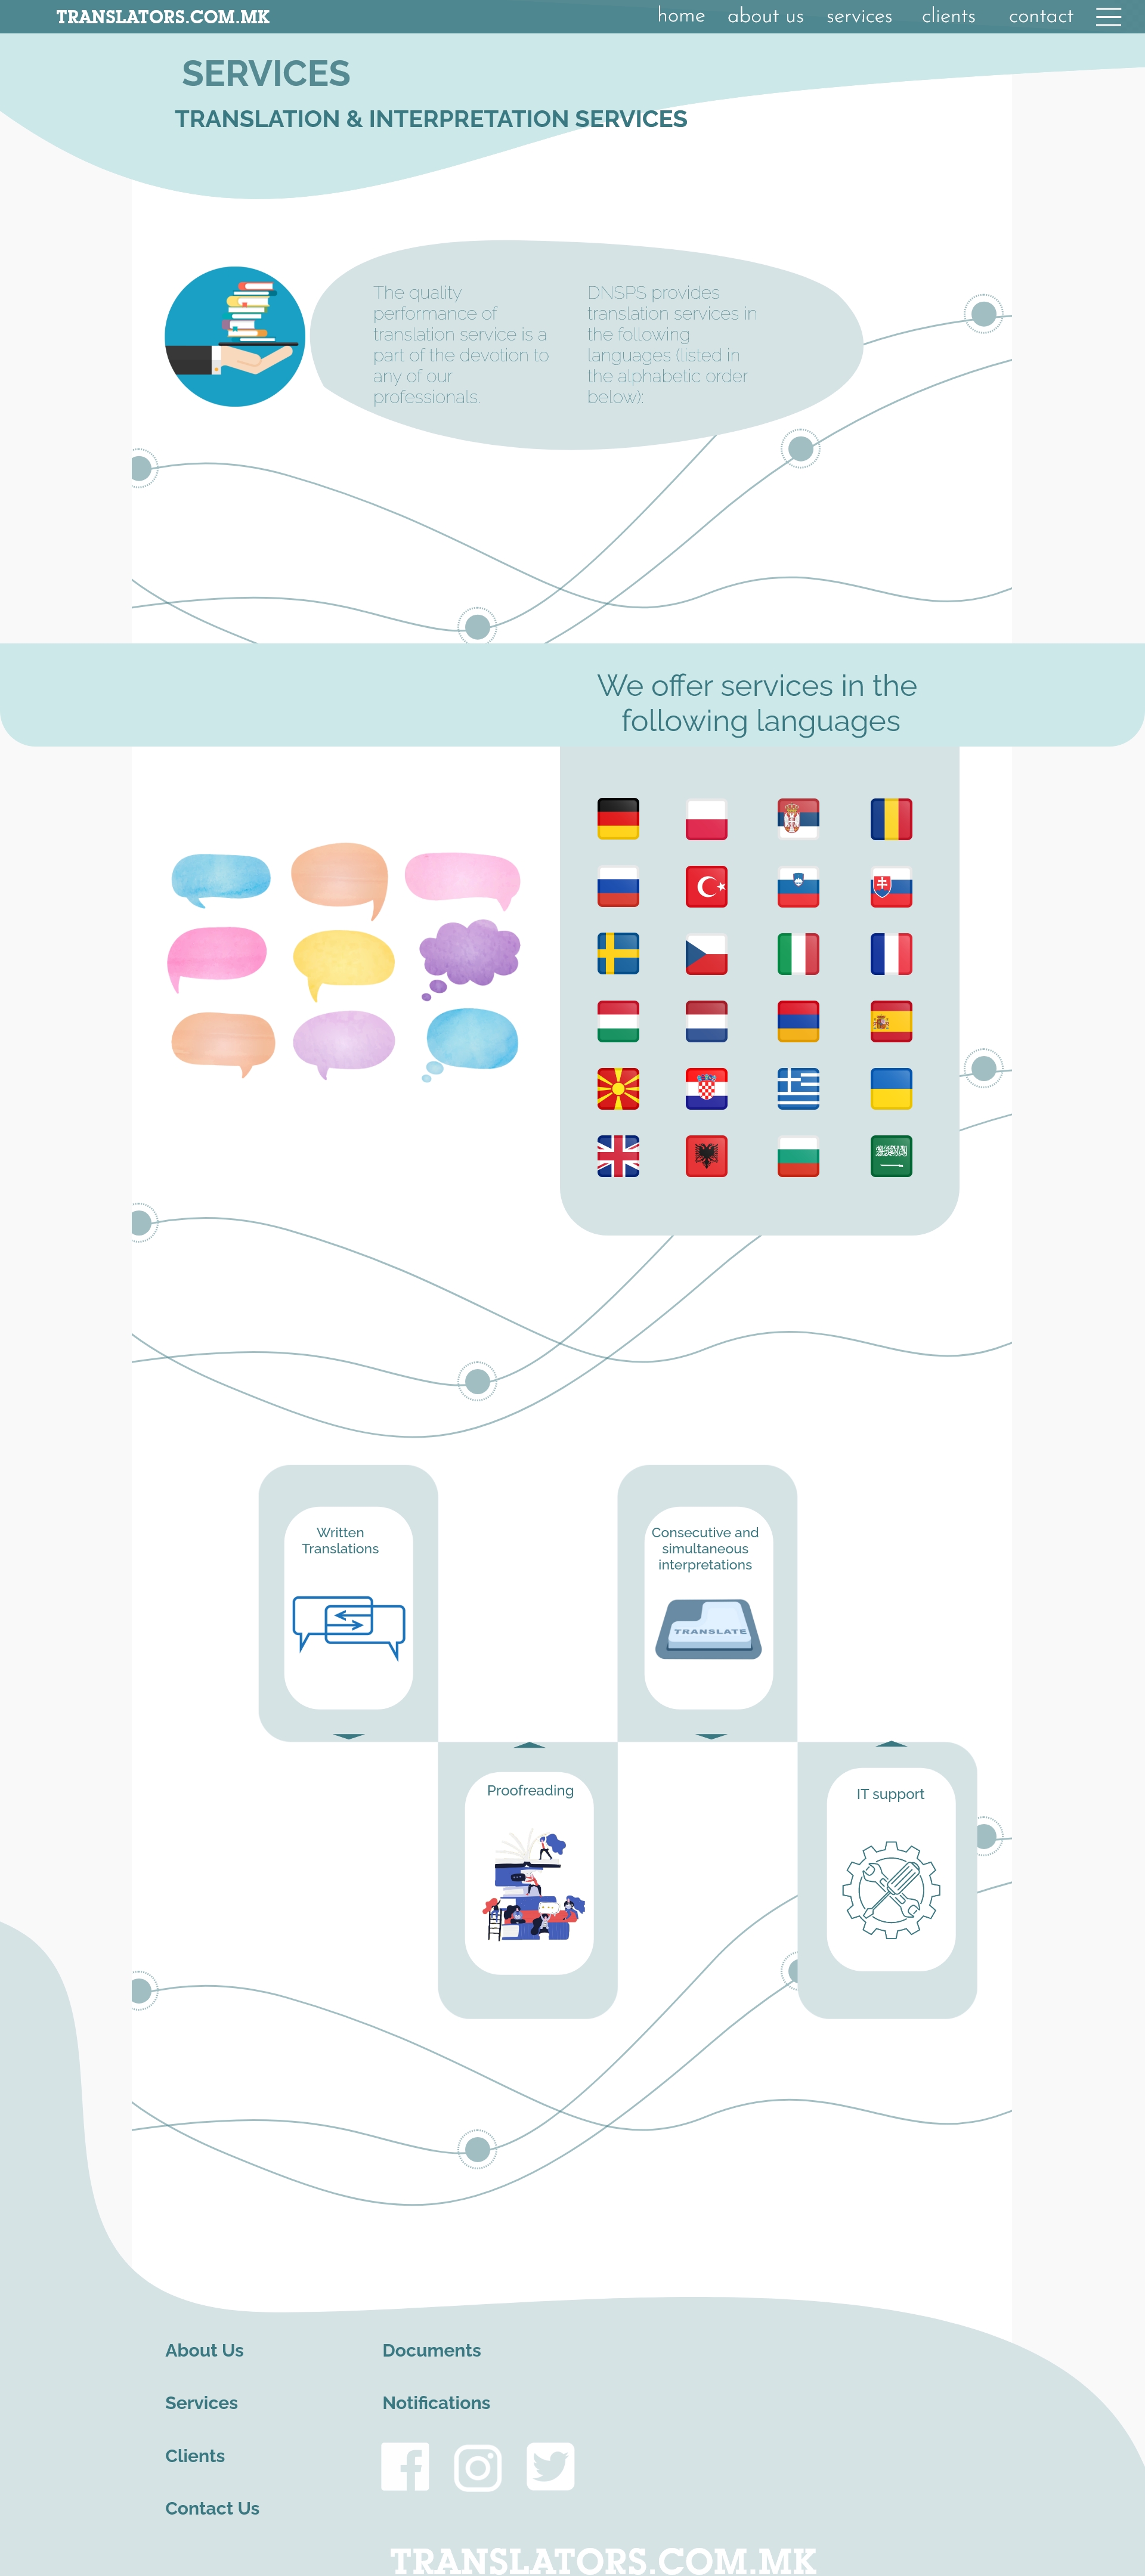 TRANSLATORS.COM.MK
home about us services clients contact
SERVICES
TRANSLATION & INTERPRETATION SERVICES
The quality
performance of
translation service is a
part of the devotion to
any of our
professionals.
DNSPS provides
translation services in
the following
languages (listed in
the alphabetic order
below):
We offer services in the
following languages
Written
Translations
Consecutive and
simultaneous
interpretations
TRANSLATE
Proofreading
IT support
About Us
Services
Clients
Contact Us
Documents
Notifications
TRANSLATORS.COM.MK